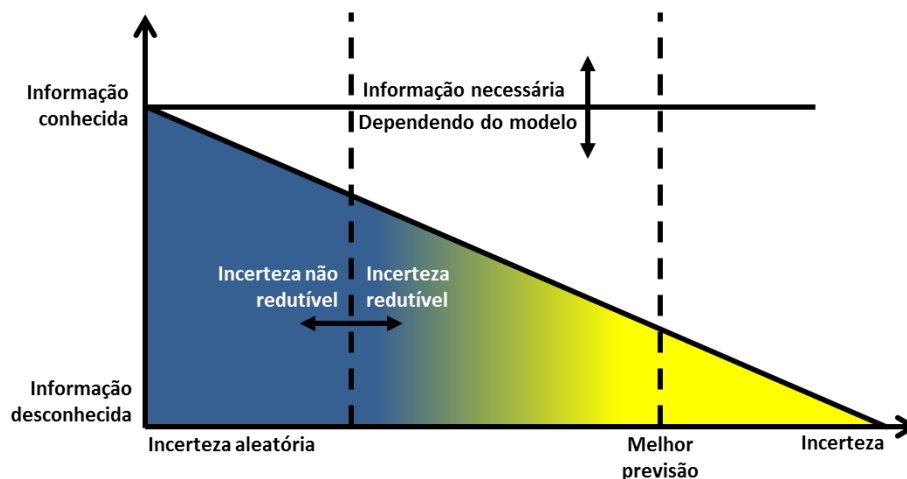 Informação
conhecida
Informação necessária
Dependendo do modelo
Incerteza não
redutível
Incerteza
redutível
Informação
desconhecida
Incerteza aleatória
Melhor
previsão
Incerteza